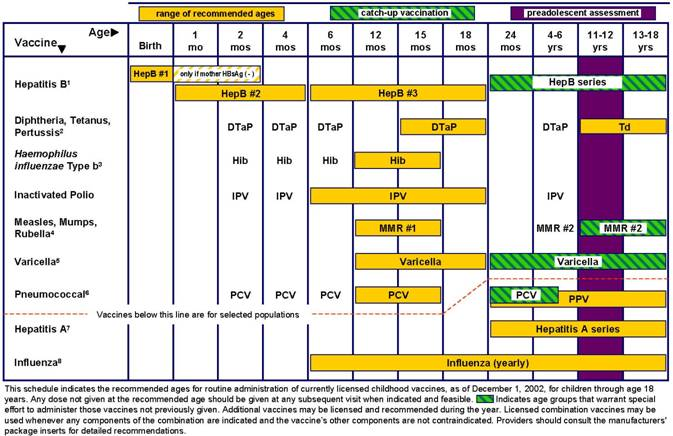 range of recommended ages catch-up vaccination preadolescent assessment
Age▶
Vaccine▼ Birth 1 mo 2 mos 4 mos 6 mos 12 mos 15 mos 18 mos 24 mos 4-6 yrs 11-12 yrs 13-18 yrs
HepB #1 only if mother HBsAg (-)
Hepatitis B¹ HepB series
HepB #2 HepB #3
Diphtheria, Tetanus,
Pertussis² DTaP DTaP DTaP DTaP DTaP Td
Haemophilus
influenzae Type b³ Hib Hib Hib Hib
Inactivated Polio IPV IPV IPV IPV
Measles, Mumps,
Rubella⁴ MMR #1 MMR #2 MMR #2
Varicella⁵ Varicella Varicella
Pneumococcal⁶ PCV PCV PCV PCV PCV PPV
Vaccines below this line are for selected populations
Hepatitis A⁷ Hepatitis A series
Influenza⁸ Influenza (yearly)
This schedule indicates the recommended ages for routine administration of currently licensed childhood vaccines, as of December 1, 2002, for children through age 18
years. Any dose not given at the recommended age should be given at any subsequent visit when indicated and feasible. Indicates age groups that warrant special
effort to administer those vaccines not previously given. Additional vaccines may be licensed and recommended during the year. Licensed combination vaccines may be
used whenever any components of the combination are indicated and the vaccine's other components are not contraindicated. Providers should consult the manufacturers'
package inserts for detailed recommendations.